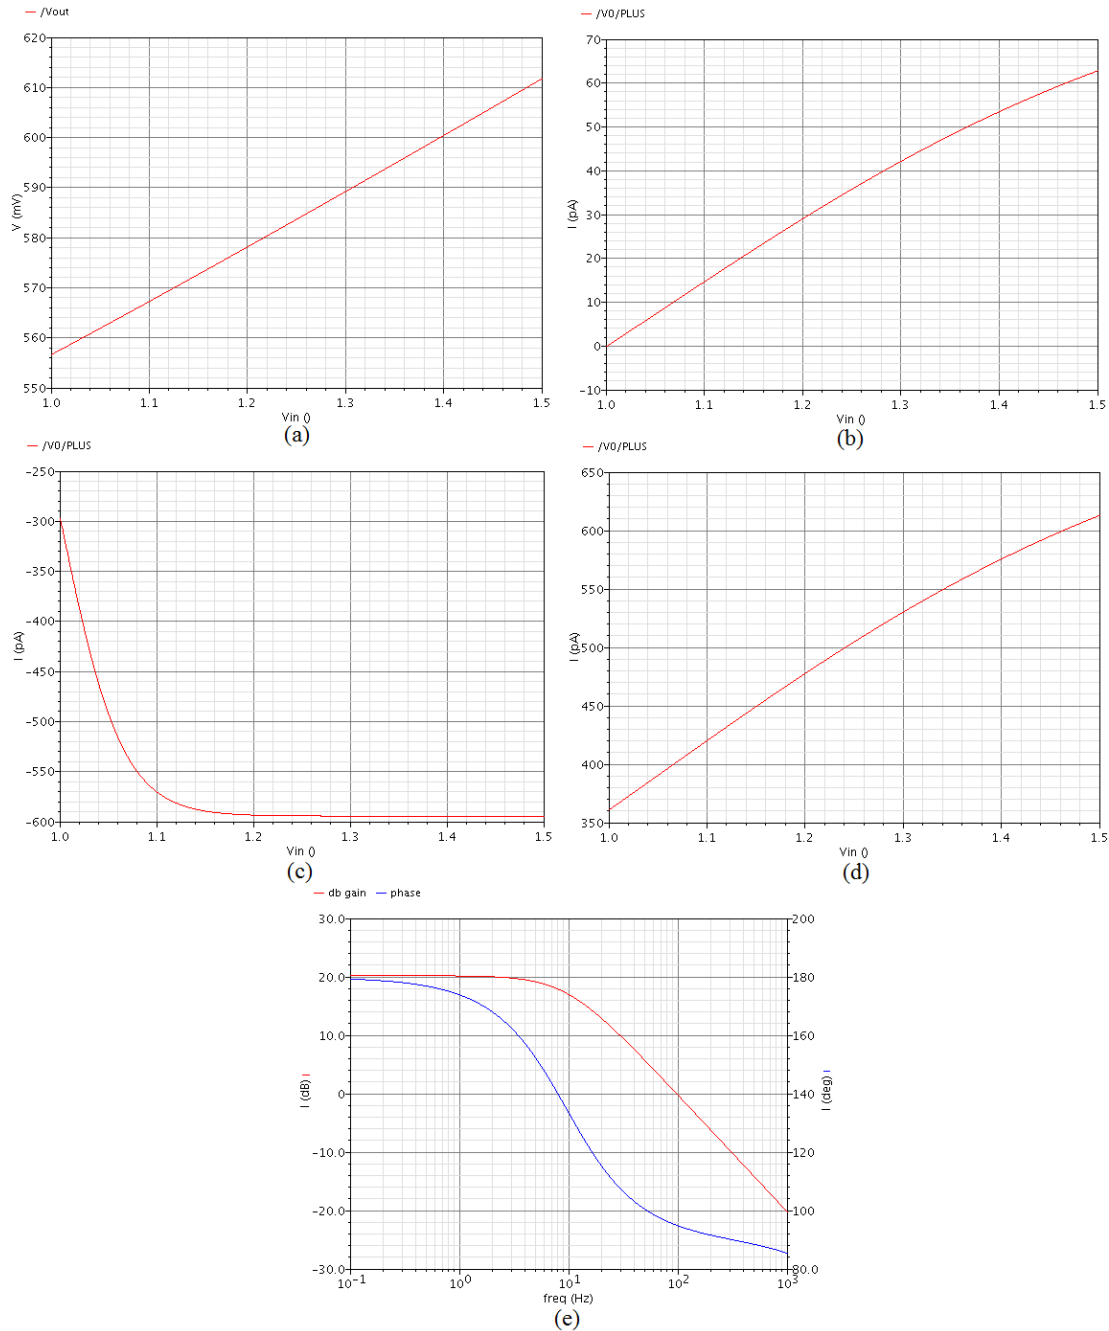 /Vout
620
610
600
590
580
570
560
550
V (mV)
1.0 1.1 1.2 1.3 1.4 1.5
Vin ()
(a)
/V0/PLUS
70
60
50
40
30
20
10
0
-10
I (pA)
1.0 1.1 1.2 1.3 1.4 1.5
Vin ()
(b)
/V0/PLUS
-250
-300
-350
-400
-450
-500
-550
-600
I (pA)
1.0 1.1 1.2 1.3 1.4 1.5
Vin ()
(c)
/V0/PLUS
650
600
550
500
450
400
350
I (pA)
1.0 1.1 1.2 1.3 1.4 1.5
Vin ()
(d)
db gain phase
30.0
20.0
10.0
0
-10.0
-20.0
-30.0
I (dB) I
200
180
160
140
120
100
80.0
I (deg) I
10-1 100 101 102 103
freq (Hz)
(e)